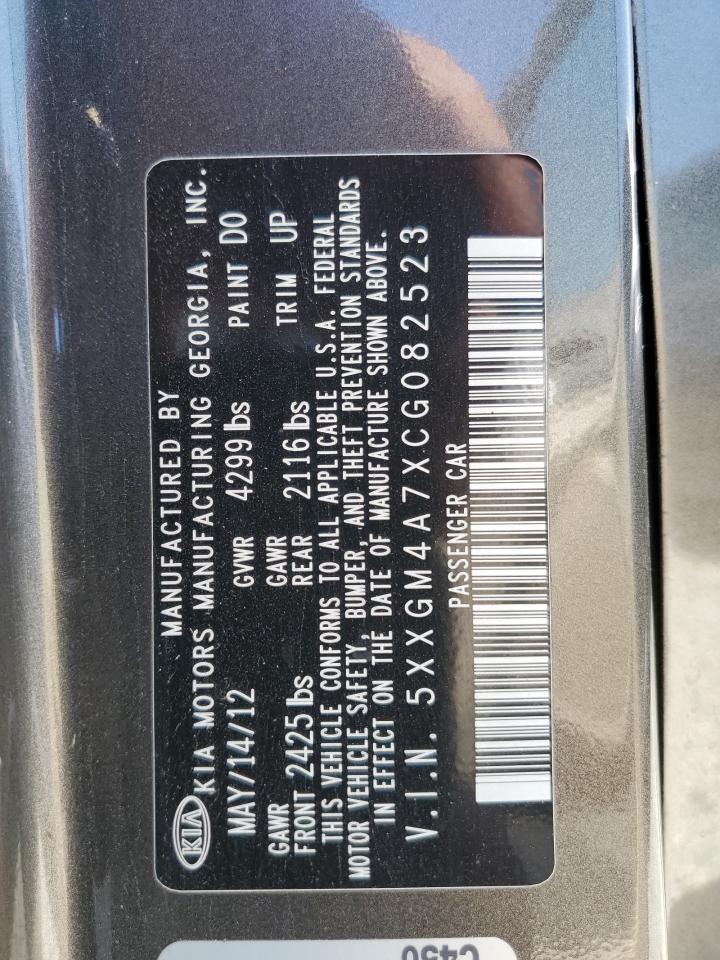 MANUFACTURED BY
KIA KIA MOTORS MANUFACTURING GEORGIA, INC.
MAY/14/12 GVWR 4299 lbs PAINT DO
GAWR FRONT 2425 lbs GAWR REAR 2116 lbs TRIM UP
THIS VEHICLE CONFORMS TO ALL APPLICABLE U.S.A. FEDERAL
MOTOR VEHICLE SAFETY, BUMPER, AND THEFT PREVENTION STANDARDS
IN EFFECT ON THE DATE OF MANUFACTURE SHOWN ABOVE.
V.I.N. 5XXGM4A7XCG082523
PASSENGER CAR
C450